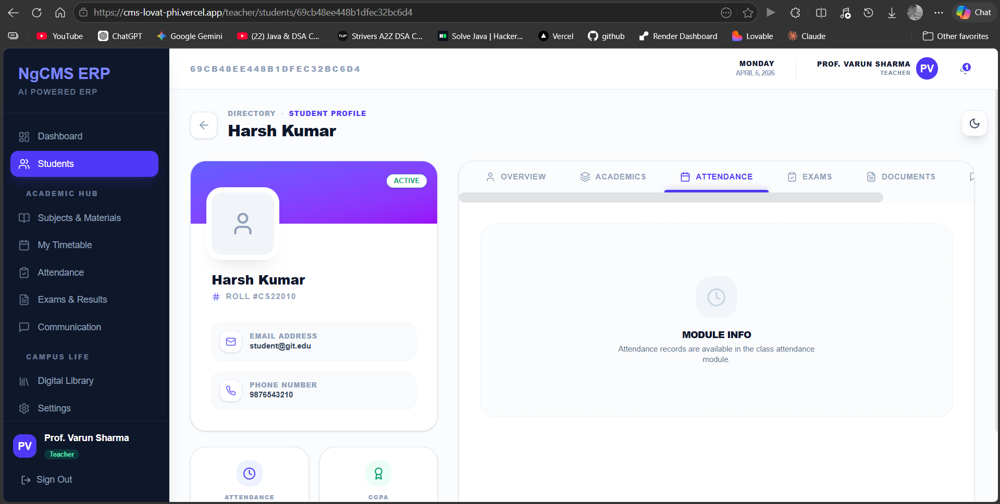 https://cms-lovat-phi.vercel.app/teacher/students/69cb48ee448b1dfec32bc6d4
Chat
YouTube
ChatGPT
Google Gemini
(22) Java & DSA C...
TUF
Strivers A2Z DSA C...
H
Solve Java | Hacker...
Vercel
github
Render Dashboard
Lovable
Claude
Other favorites
NgCMS ERP
AI POWERED ERP
Dashboard
Students
ACADEMIC HUB
Subjects & Materials
My Timetable
Attendance
Exams & Results
Communication
CAMPUS LIFE
Digital Library
Settings
PV
Prof. Varun Sharma
Teacher
Sign Out
69CB48EE448B1DFEC32BC6D4
MONDAY
APRIL 6, 2026
PROF. VARUN SHARMA
TEACHER
PV
1
DIRECTORY
STUDENT PROFILE
Harsh Kumar
ACTIVE
Harsh Kumar
# ROLL #CS22010
EMAIL ADDRESS
student@git.edu
PHONE NUMBER
9876543210
ATTENDANCE
CGPA
OVERVIEW
ACADEMICS
ATTENDANCE
EXAMS
DOCUMENTS
MODULE INFO
Attendance records are available in the class attendance
module.